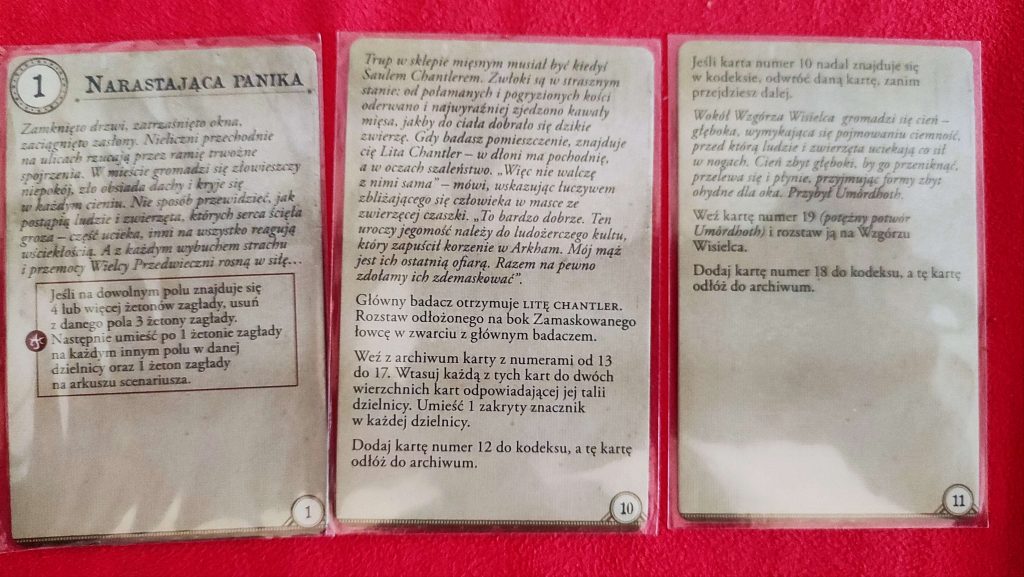 1
NARASTAJĄCA PANIKA
Zamknięto drzwi, zatrzaśnięto okna,
zaciągnięto zasłony. Nieliczni przechodnie
na ulicach rzucają przez ramię trwożne
spojrzenia. W mieście gromadzi się złowieszczy
niepokój, zło obsiada dachy i kryje się
w każdym cieniu. Nie sposób przewidzieć, jak
postąpią ludzie i zwierzęta, których serca ścięła
groza – część ucieka, inni na wszystko reagują
wściekłością. A z każdym wybuchem strachu
i przemocy Wielcy Przedwieczni rosną w siłę...
Jeśli na dowolnym polu znajduje się
4 lub więcej żetonów zagłady, usuń
z danego pola 3 żetony zagłady.
Następnie umieść po 1 żetonie zagłady
na każdym innym polu w danej
dzielnicy oraz 1 żeton zagłady
na arkuszu scenariusza.
1
Trup w sklepie mięsnym musiał być kiedyś
Saulem Chantlerem. Zwłoki są w strasznym
stanie: od połamanych i pogryzionych kości
oderwano i najwyraźniej zjedzono kawały
mięsa, jakby do ciała dobrało się dzikie
zwierzę. Gdy badasz pomieszczenie, znajduje
cię Lita Chantler – w dłoni ma pochodnię,
a w oczach szaleństwo. „Więc nie walczę
z nimi sama” – mówi, wskazując łuczywem
zbliżającego się człowieka w masce ze
zwierzęcej czaszki. „To bardzo dobrze. Ten
uroczy jegomość należy do ludożerczego kultu,
który zapuścił korzenie w Arkham. Mój mąż
jest ich ostatnią ofiarą. Razem na pewno
zdołamy ich zdemaskować”.
Główny badacz otrzymuje LITĘ CHANTLER.
Rozstaw odłożonego na bok Zamaskowanego
łowcę w zwarciu z głównym badaczem.
Weź z archiwum karty z numerami od 13
do 17. Wtasuj każdą z tych kart do dwóch
wierzchnich kart odpowiadającej jej talii
dzielnicy. Umieść 1 zakryty znacznik
w każdej dzielnicy.
Dodaj kartę numer 12 do kodeksu, a tę kartę
odłóż do archiwum.
10
Jeśli karta numer 10 nadal znajduje się
w kodeksie, odwróć daną kartę, zanim
przejdziesz dalej.
Wokół Wzgórza Wisielca gromadzi się cień –
głęboka, wymykająca się pojmowaniu ciemność,
przed którą ludzie i zwierzęta uciekają co sił
w nogach. Cień zbyt głęboki, by go przeniknąć,
przelewa się i płynie, przyjmując formy zbyt
ohydne dla oka. Przybył Umôrdhoth.
Weź kartę numer 19 (potężny potwór
Umôrdhoth) i rozstaw ją na Wzgórzu
Wisielca.
Dodaj kartę numer 18 do kodeksu, a tę kartę
odłóż do archiwum.
11